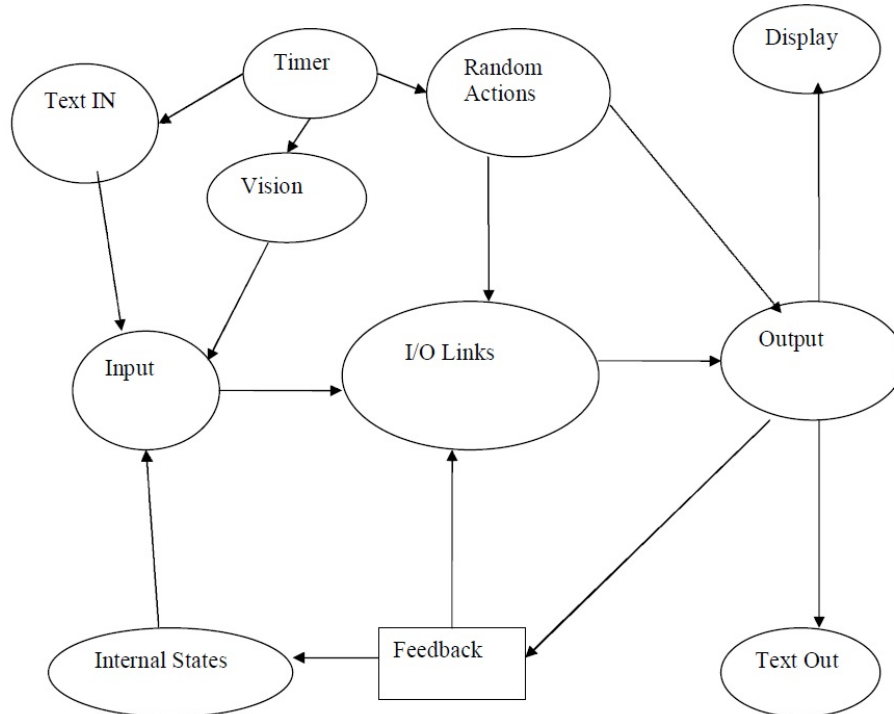 Timer
Random
Actions
Display
Text IN
Vision
Input
I/O Links
Output
Internal States
Feedback
Text Out